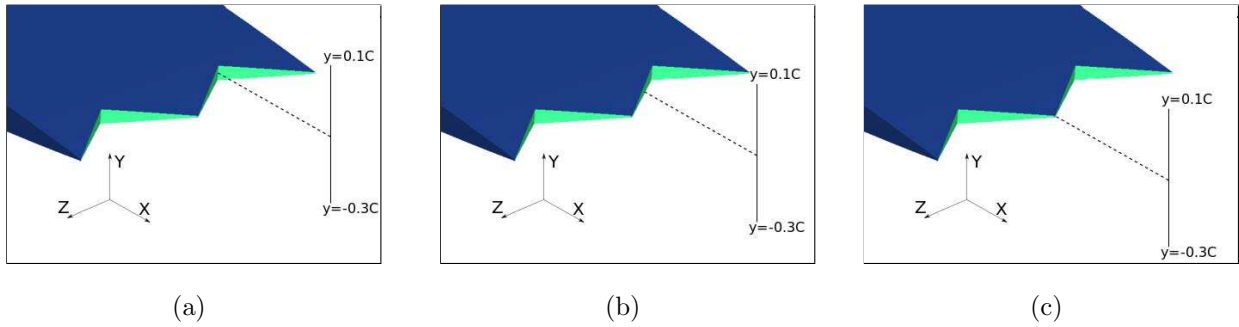 y=0.1C
Y
Z
X
y=-0.3C
(a)
y=0.1C
Y
Z
X
y=-0.3C
(b)
y=0.1C
Y
Z
X
y=-0.3C
(c)